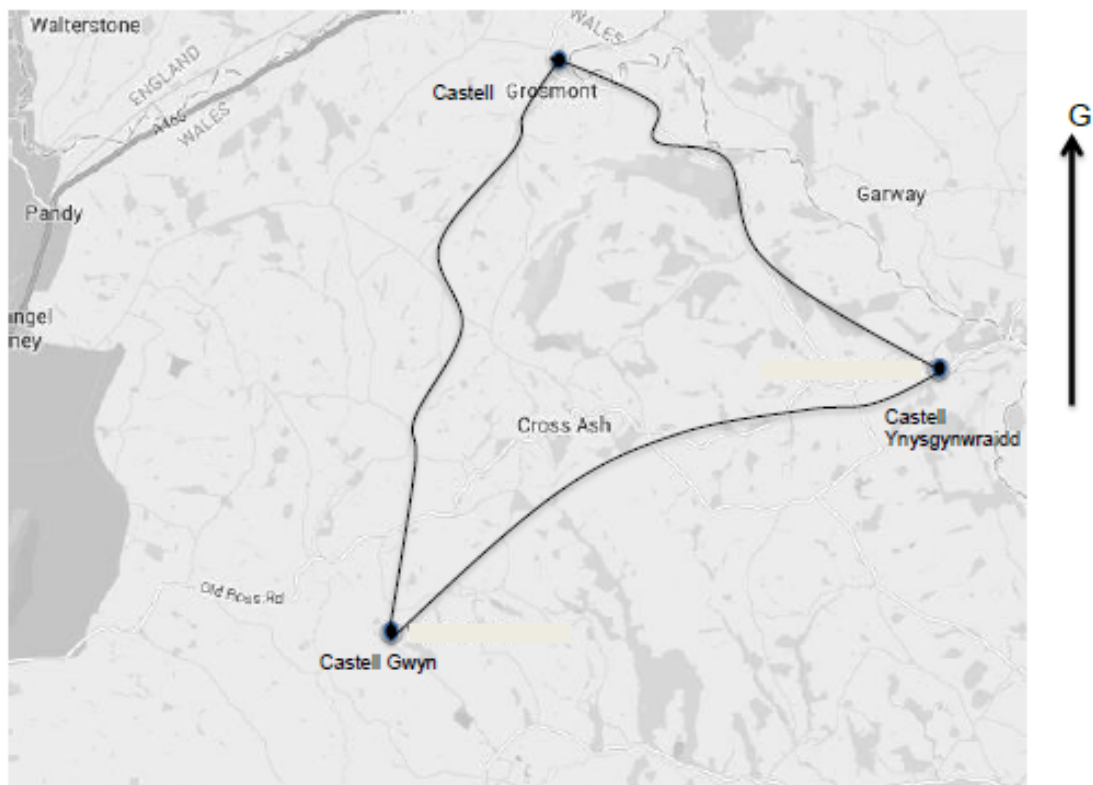 Walterstone
WALES
ENGLAND
A465
WALES
Castell Grosmont
G
Garway
Pandy
angel
ney
Castell
Ynysgynwraidd
Cross Ash
Old Ross Rd
Castell Gwyn